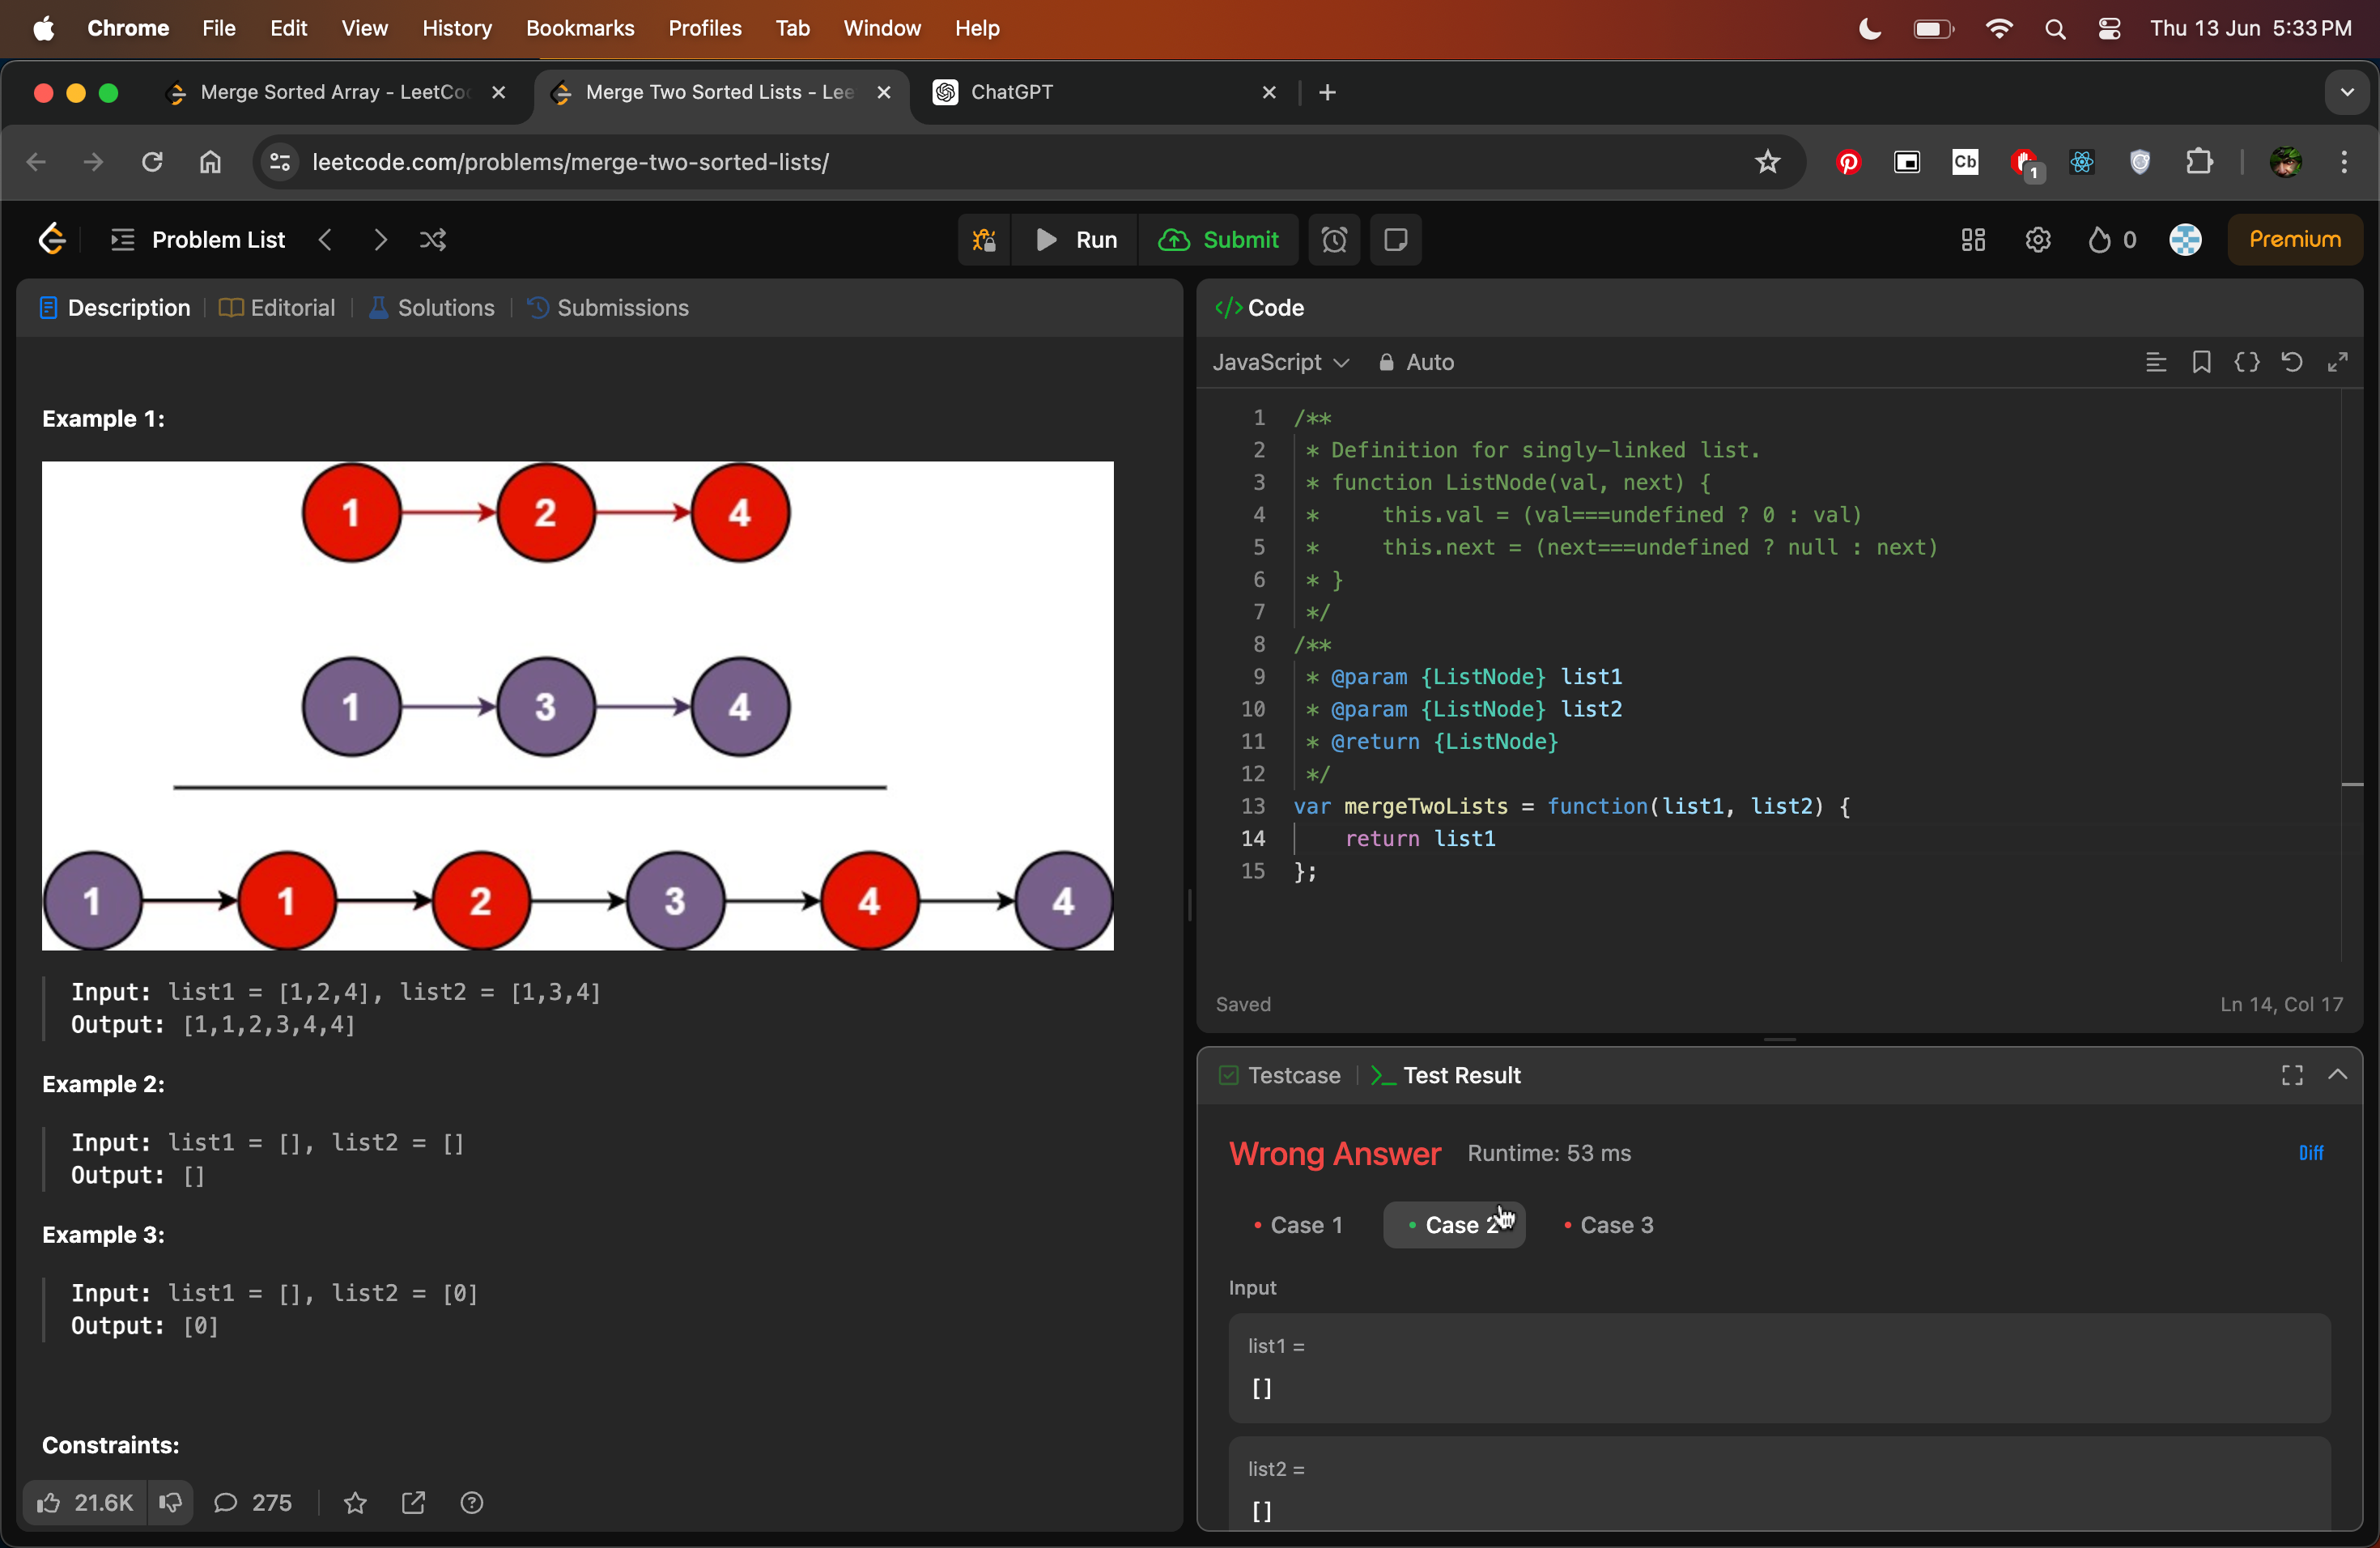 Chrome File Edit View History Bookmarks Profiles Tab Window Help Thu 13 Jun 5:33 PM
Merge Sorted Array - LeetCo Merge Two Sorted Lists - Lee ChatGPT
leetcode.com/problems/merge-two-sorted-lists/ Cb 1
Problem List Run Submit 0 Premium
Description Editorial Solutions Submissions
Example 1:
1 2 4
1 3 4
1 1 2 3 4 4
Input: list1 = [1,2,4], list2 = [1,3,4]
Output: [1,1,2,3,4,4]
Example 2:
Input: list1 = [], list2 = []
Output: []
Example 3:
Input: list1 = [], list2 = [0]
Output: [0]
Constraints:
21.6K 275
</> Code
JavaScript Auto
1 /**
2 * Definition for singly-linked list.
3 * function ListNode(val, next) {
4 *     this.val = (val===undefined ? 0 : val)
5 *     this.next = (next===undefined ? null : next)
6 * }
7 */
8 /**
9 * @param {ListNode} list1
10 * @param {ListNode} list2
11 * @return {ListNode}
12 */
13 var mergeTwoLists = function(list1, list2) {
14     return list1
15 };
Saved Ln 14, Col 17
Testcase Test Result
Wrong Answer Runtime: 53 ms Diff
Case 1 Case 2 Case 3
Input
list1 =
[]
list2 =
[]